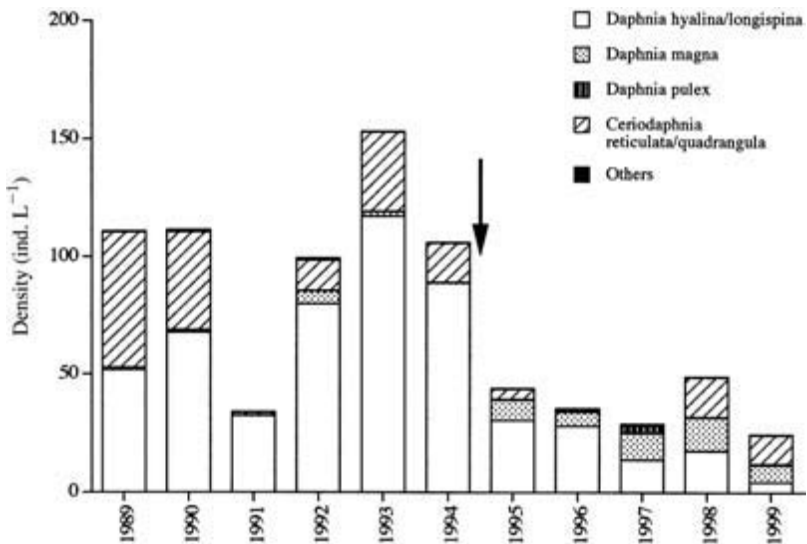 200
150
100
50
0
Density (ind. L⁻¹)
Daphnia hyalina/longispina
Daphnia magna
Daphnia pulex
Ceriodaphnia
reticulata/quadrangula
Others
1989
1990
1991
1992
1993
1994
1995
1996
1997
1998
1999